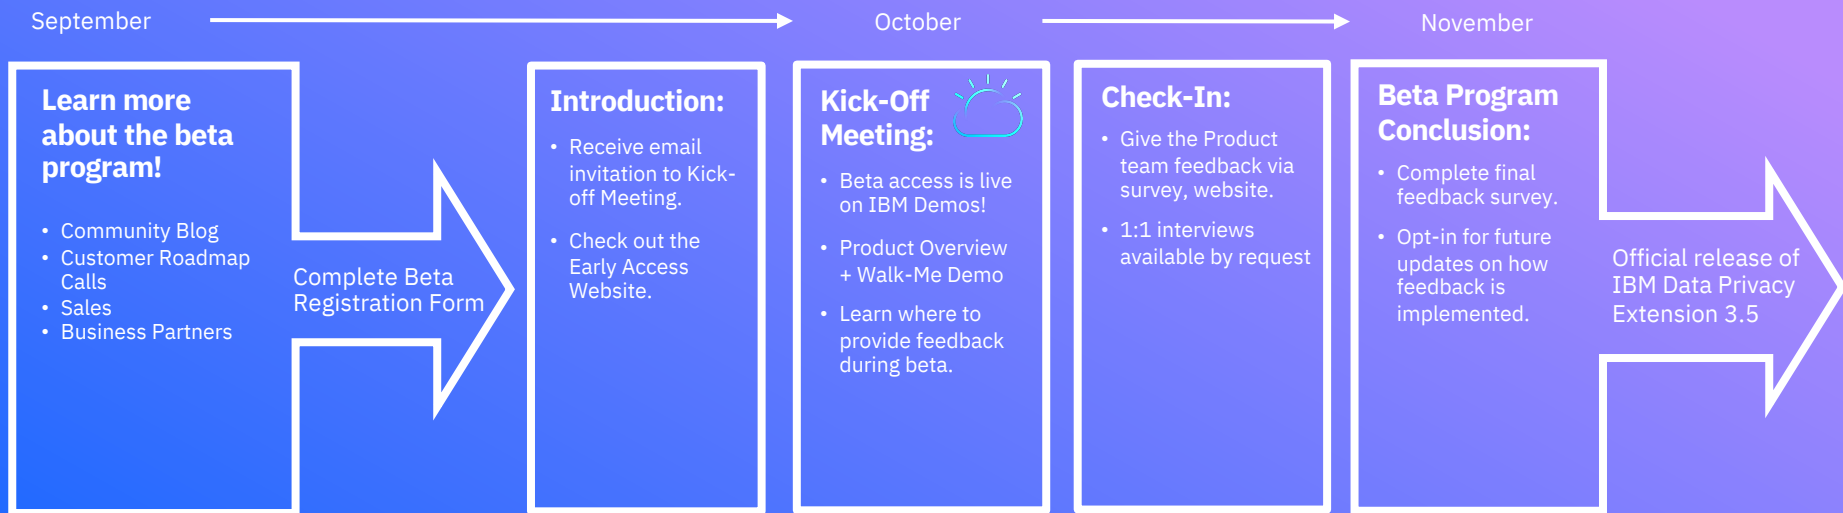 September
October
November
Learn more
about the beta
program!
• Community Blog
• Customer Roadmap
Calls
• Sales
• Business Partners
Complete Beta
Registration Form
Introduction:
• Receive email
invitation to Kick-
off Meeting.
• Check out the
Early Access
Website.
Kick-Off
Meeting:
• Beta access is live
on IBM Demos!
• Product Overview
+ Walk-Me Demo
• Learn where to
provide feedback
during beta.
Check-In:
• Give the Product
team feedback via
survey, website.
• 1:1 interviews
available by request
Beta Program
Conclusion:
• Complete final
feedback survey.
• Opt-in for future
updates on how
feedback is
implemented.
Official release of
IBM Data Privacy
Extension 3.5